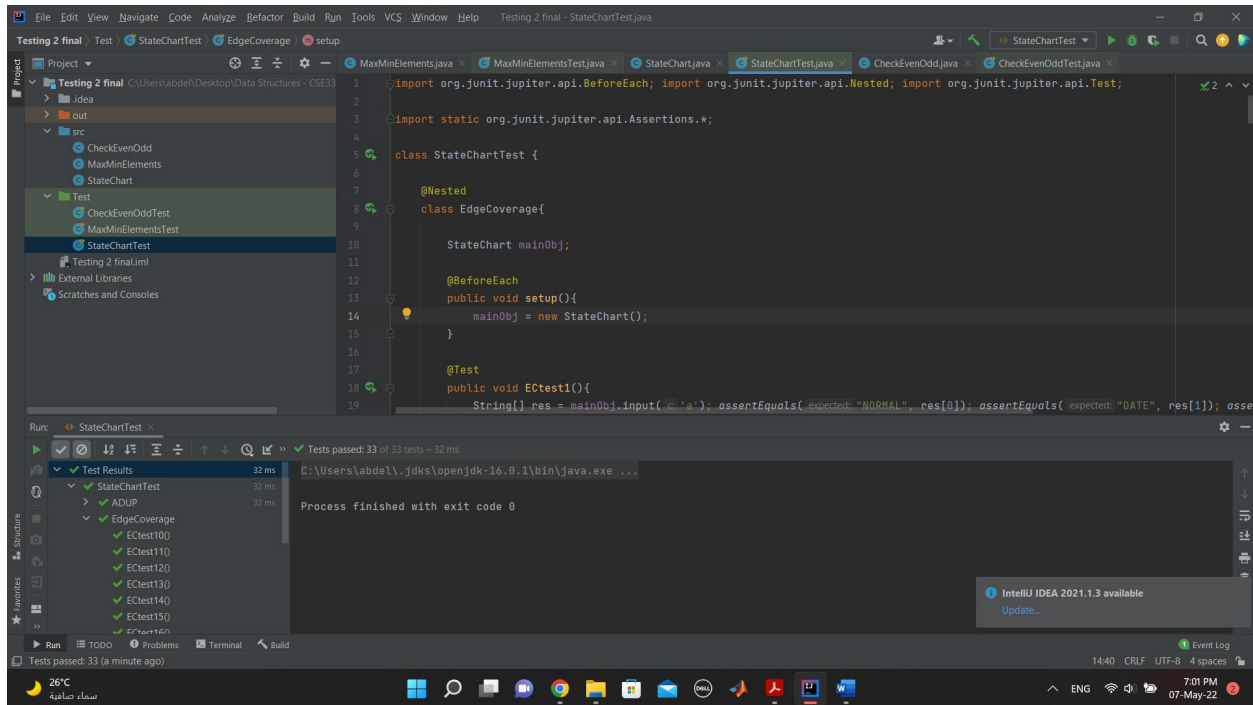 File Edit View Navigate Code Analyze Refactor Build Run Tools VCS Window Help Testing 2 final - StateChartTest.java
Testing 2 final Test StateChartTest EdgeCoverage setup StateChartTest
Project MaxMinElements.java MaxMinElementsTest.java StateChart.java StateChartTest.java CheckEvenOdd.java CheckEvenOddTest.java
Project
Testing 2 final C:\Users\abdel\Desktop\Data Structures - CSE33
.idea
out
src
CheckEvenOdd
MaxMinElements
StateChart
Test
CheckEvenOddTest
MaxMinElementsTest
StateChartTest
Testing 2 final.iml
External Libraries
Scratches and Consoles
1 import org.junit.jupiter.api.BeforeEach; import org.junit.jupiter.api.Nested; import org.junit.jupiter.api.Test; 2
2
3 import static org.junit.jupiter.api.Assertions.*;
4
5 class StateChartTest {
6
7 @Nested
8 class EdgeCoverage{
9
10 StateChart mainObj;
11
12 @BeforeEach
13 public void setup(){
14 mainObj = new StateChart();
15 }
16
17 @Test
18 public void ECtest1(){
19 String[] res = mainObj.input( c: 'a'); assertEquals( expected: "NORMAL", res[0]); assertEquals( expected: "DATE", res[1]); asse
Run: StateChartTest
Tests passed: 33 of 33 tests – 32 ms
Test Results 32 ms
StateChartTest 32 ms
ADUP 32 ms
EdgeCoverage
ECtest10()
ECtest11()
ECtest12()
ECtest13()
ECtest14()
ECtest15()
ECtest16()
C:\Users\abdel\.jdks\openjdk-16.0.1\bin\java.exe ...
Process finished with exit code 0
Structure
Favorites
IntelliJ IDEA 2021.1.3 available
Update...
Run TODO Problems Terminal Build 1 Event Log
Tests passed: 33 (a minute ago) 14:40 CRLF UTF-8 4 spaces
26°C
سماء صافية
DELL
W
ENG
7:01 PM
07-May-22
2